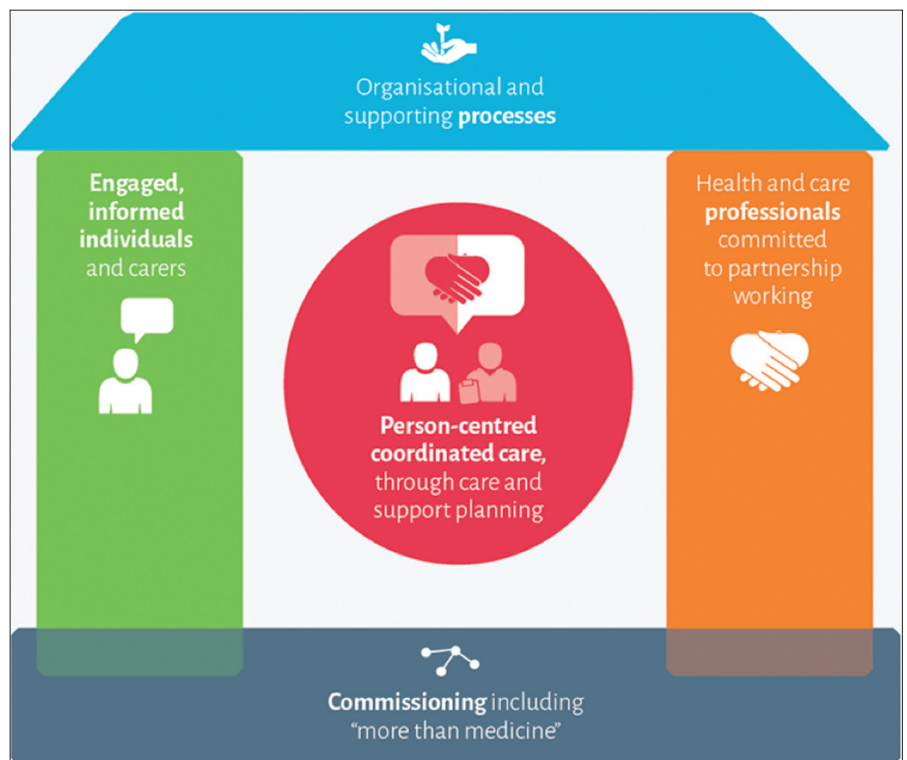 Organisational and
supporting processes
Engaged,
informed
individuals
and carers
Health and care
professionals
committed
to partnership
working
Person-centred
coordinated care,
through care and
support planning
Commissioning including
“more than medicine”